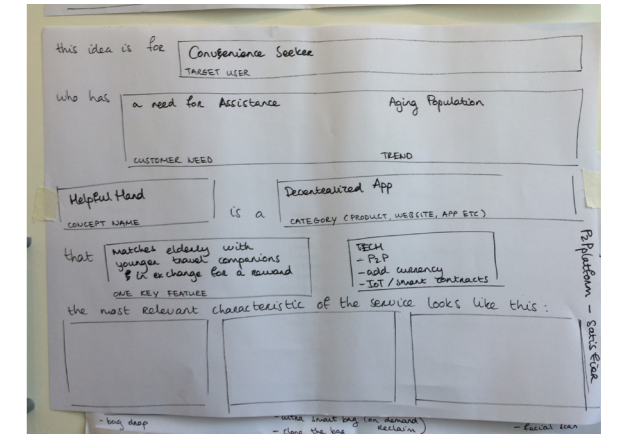 this idea is for
Convenience Seeker
TARGET USER
who has
a need for Assistance
Aging Population
CUSTOMER NEED
TREND
Helpful Hand
CONCEPT NAME
is a
Decentralized App
CATEGORY (PRODUCT, WEBSITE, APP ETC)
that
matches elderly with
younger travel companions
in exchange for a reward
ONE KEY FEATURE
TECH
- P2P
- add currency
- IoT / smart contracts
P2P platform - Satisfier
the most relevant characteristic of the service looks like this:
- bag drop
smart bag (on demand)
- clone the bag
Reclaim
- facial scan